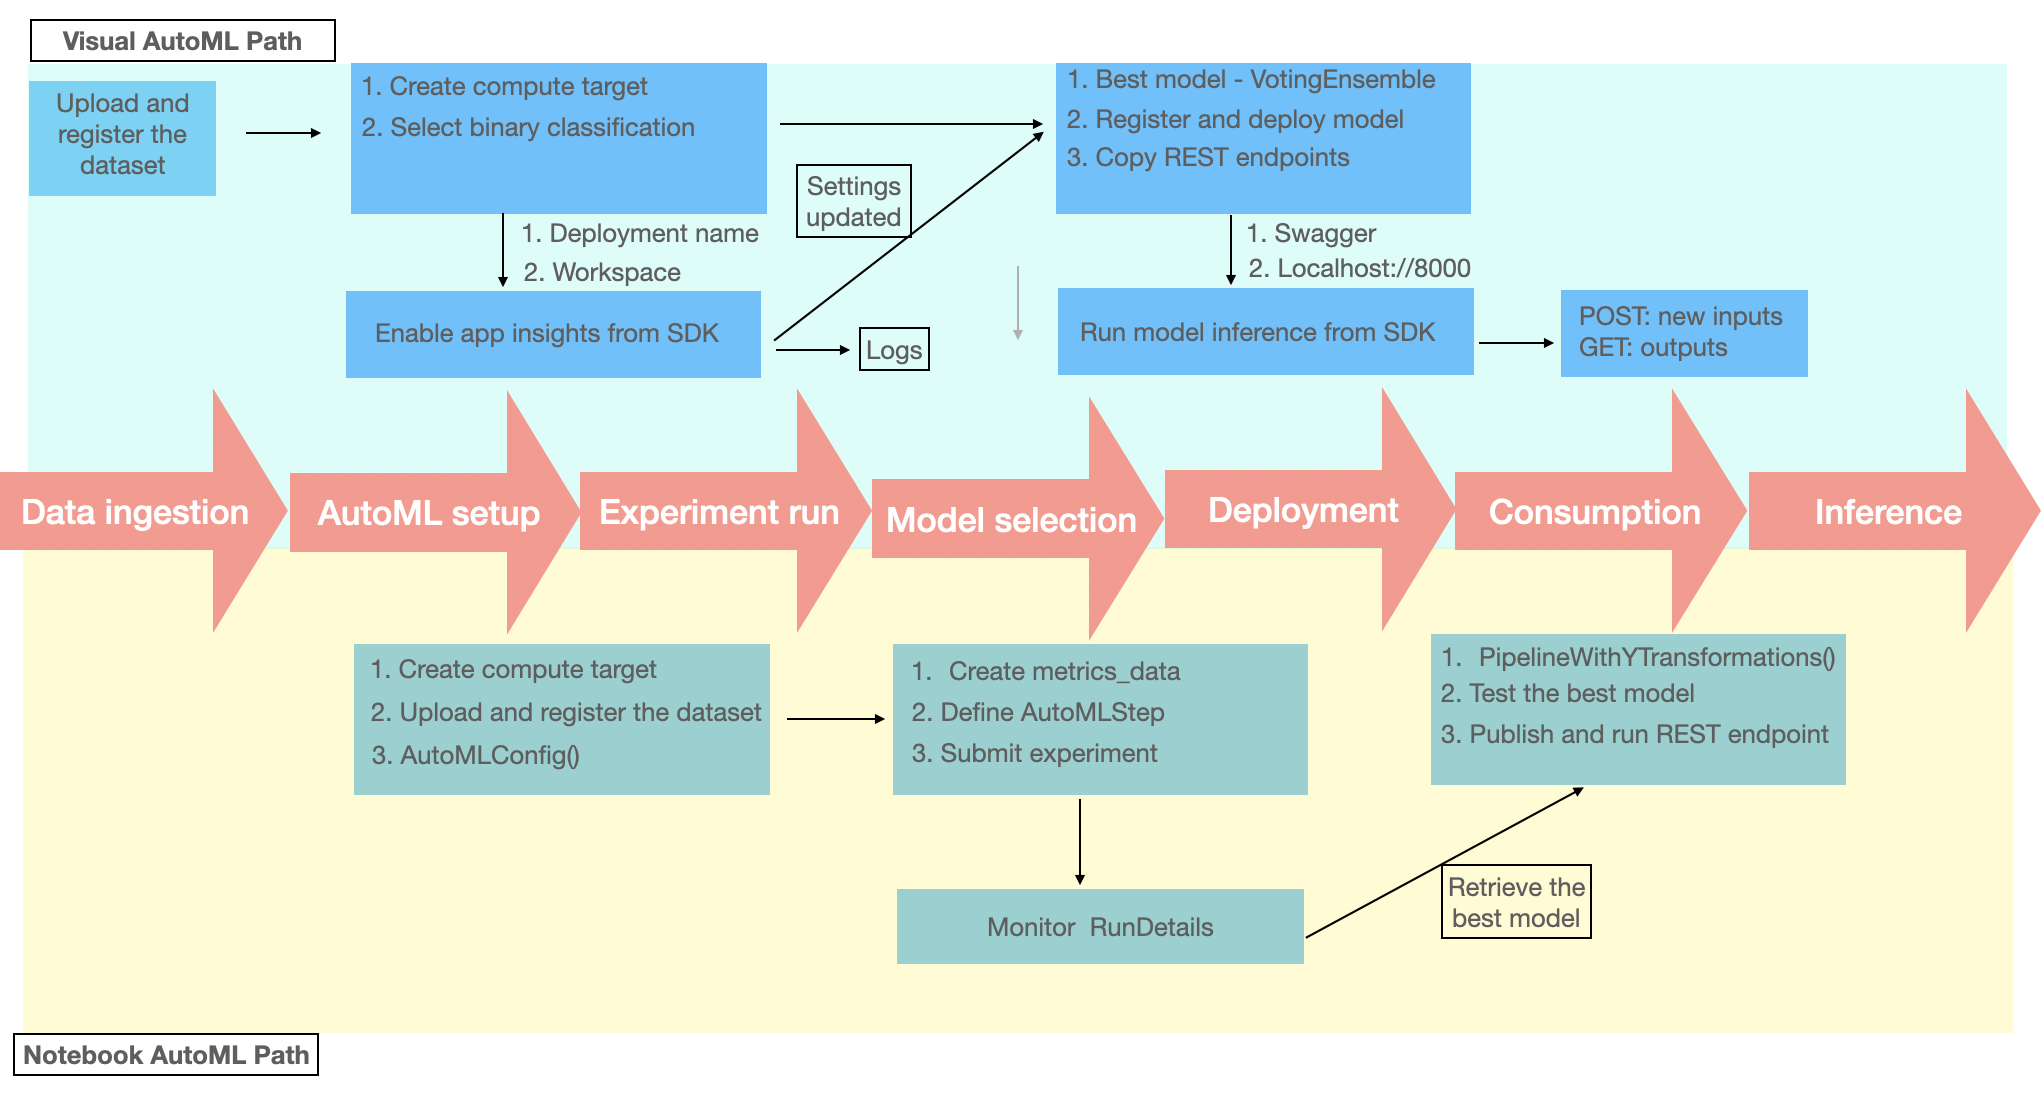 Visual AutoML Path
Upload and
register the
dataset
1. Create compute target
2. Select binary classification
1. Best model - VotingEnsemble
2. Register and deploy model
3. Copy REST endpoints
Settings
updated
1. Deployment name
2. Workspace
1. Swagger
2. Localhost://8000
Enable app insights from SDK
Logs
Run model inference from SDK
POST: new inputs
GET: outputs
Data ingestion
AutoML setup
Experiment run
Model selection
Deployment
Consumption
Inference
1. Create compute target
2. Upload and register the dataset
3. AutoMLConfig()
1. Create metrics_data
2. Define AutoMLStep
3. Submit experiment
1. PipelineWithYTransformations()
2. Test the best model
3. Publish and run REST endpoint
Monitor RunDetails
Retrieve the
best model
Notebook AutoML Path